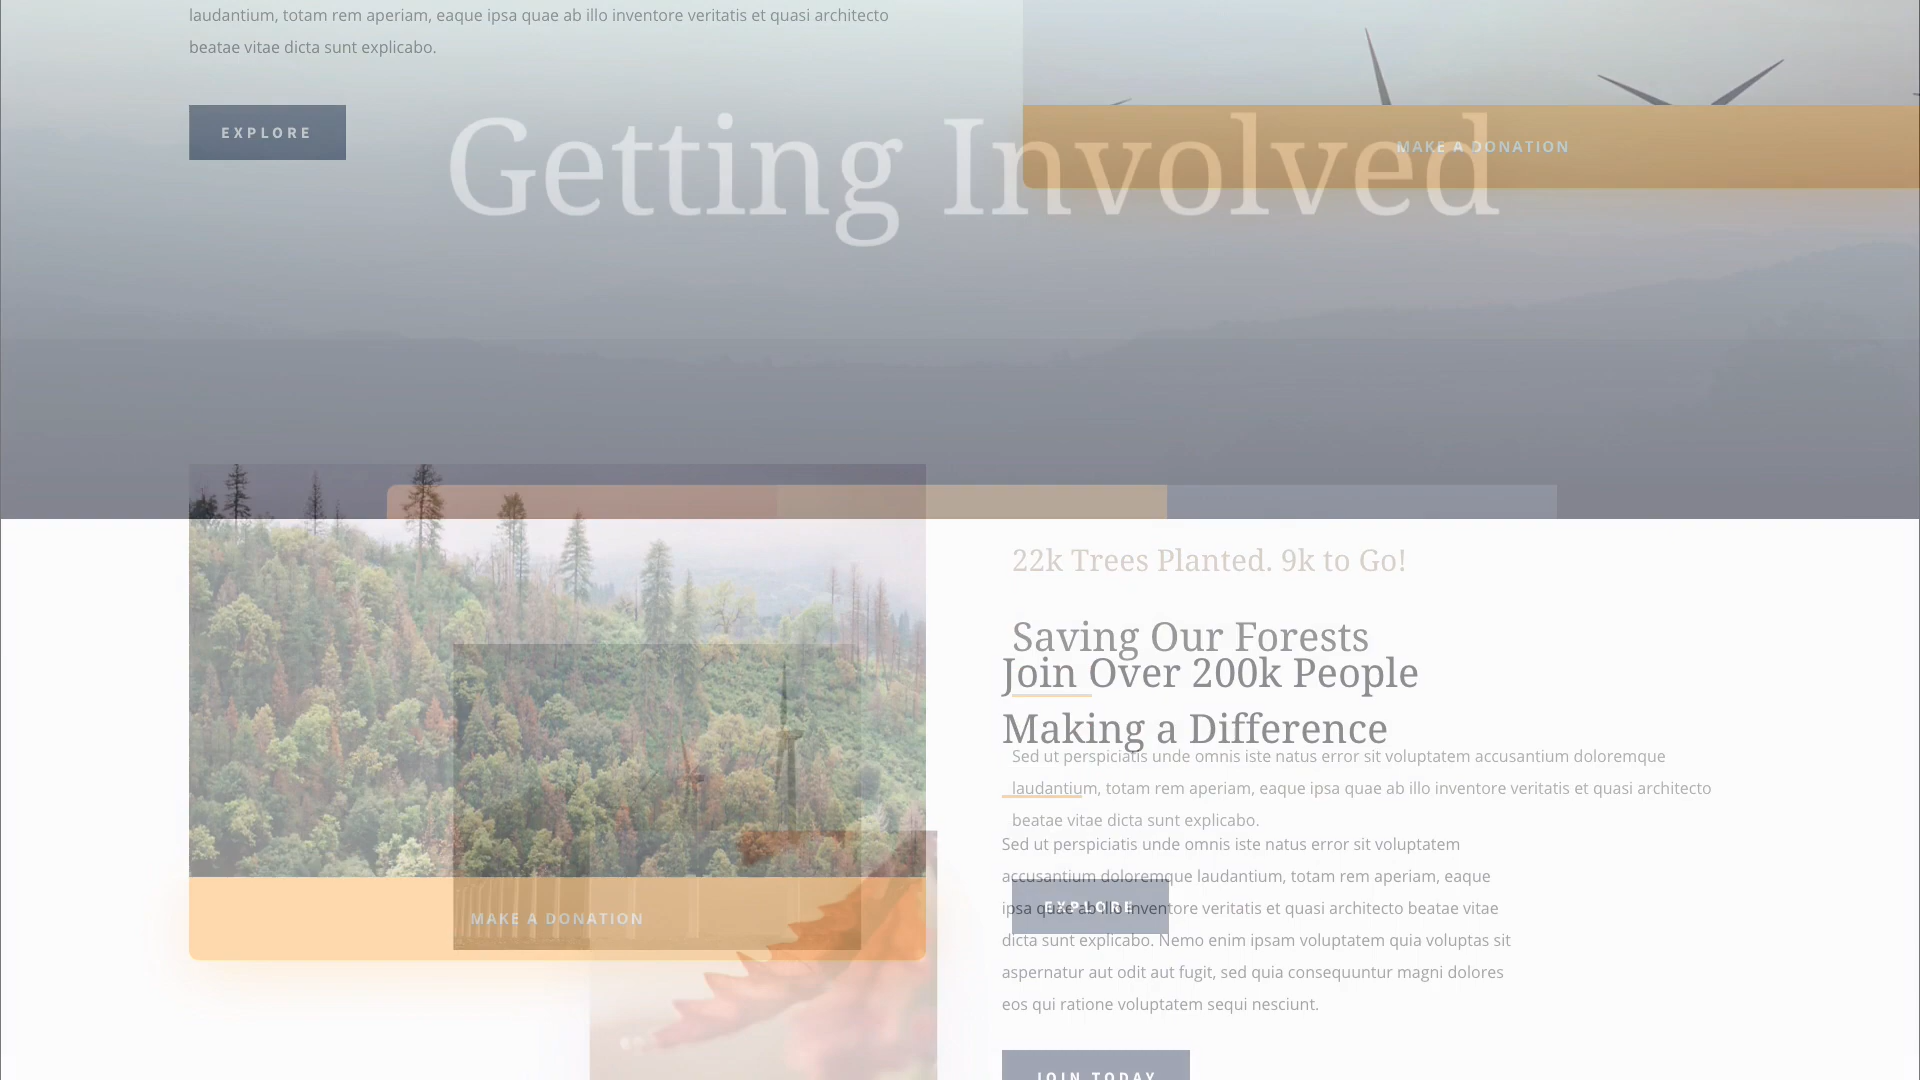 laudantium, totam rem aperiam, eaque ipsa quae ab illo inventore veritatis et quasi architecto
beatae vitae dicta sunt explicabo.
EXPLORE
MAKE A DONATION
Getting Involved
22k Trees Planted. 9k to Go!
Saving Our Forests
Join Over 200k People
Making a Difference
Sed ut perspiciatis unde omnis iste natus error sit voluptatem accusantium doloremque
laudantium, totam rem aperiam, eaque ipsa quae ab illo inventore veritatis et quasi architecto
beatae vitae dicta sunt explicabo.
Sed ut perspiciatis unde omnis iste natus error sit voluptatem
accusantium doloremque laudantium, totam rem aperiam, eaque
ipsa quae ab illo inventore veritatis et quasi architecto beatae vitae
EXPLORE
MAKE A DONATION
dicta sunt explicabo. Nemo enim ipsam voluptatem quia voluptas sit
aspernatur aut odit aut fugit, sed quia consequuntur magni dolores
eos qui ratione voluptatem sequi nesciunt.
JOIN TODAY